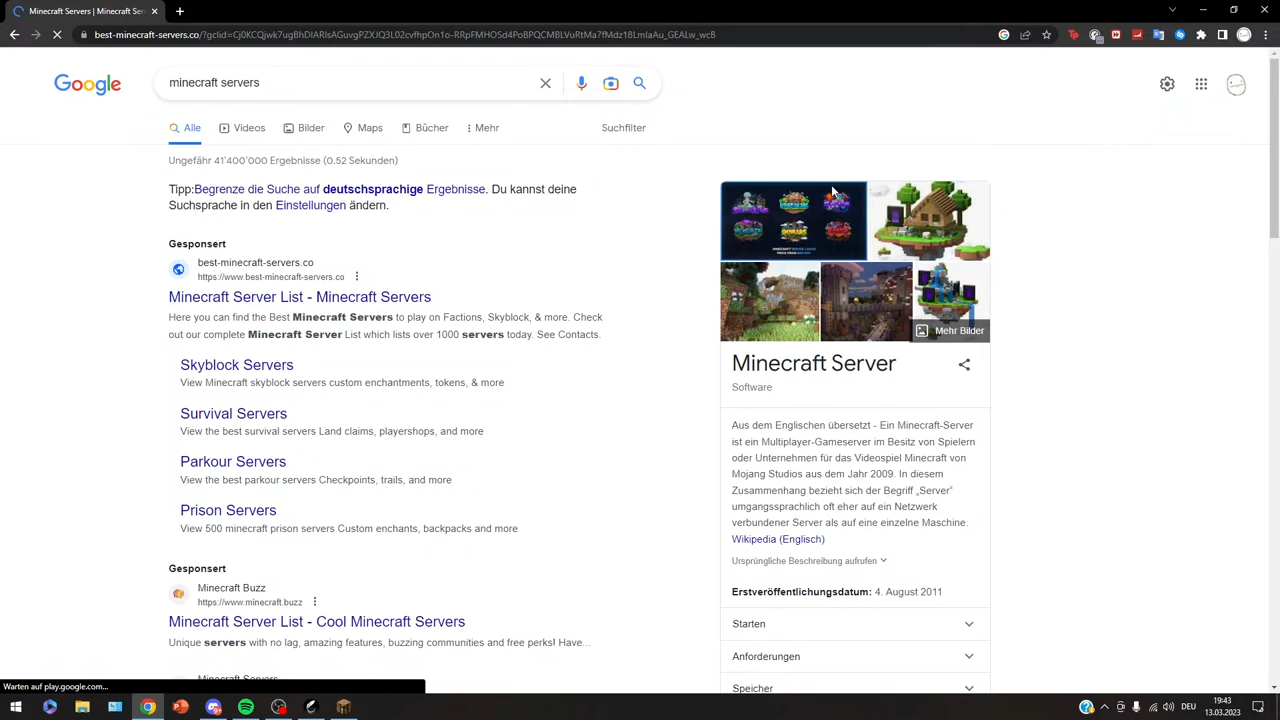 Minecraft Servers | Minecraft Ser
best-minecraft-servers.co/?gclid=Cj0KCQjwk7ugBhDIARIsAGuvgPZXJQ3L02cvfhpOn1o-RRpFMHOSd4PoBPQCMBLVuRtMa7fMdz18LmIaAu_GEALw_wcB
Google
minecraft servers
Alle
Videos
Bilder
Maps
Bücher
Mehr
Suchfilter
Ungefähr 41'400'000 Ergebnisse (0.52 Sekunden)
Tipp:Begrenze die Suche auf deutschsprachige Ergebnisse. Du kannst deine
Suchsprache in den Einstellungen ändern.
Gesponsert
best-minecraft-servers.co
https://www.best-minecraft-servers.co
Minecraft Server List - Minecraft Servers
Here you can find the Best Minecraft Servers to play on Factions, Skyblock, & more. Check
out our complete Minecraft Server List which lists over 1000 servers today. See Contacts.
Skyblock Servers
View Minecraft skyblock servers custom enchantments, tokens, & more
Survival Servers
View the best survival servers Land claims, playershops, and more
Parkour Servers
View the best parkour servers Checkpoints, trails, and more
Prison Servers
View 500 minecraft prison servers Custom enchants, backpacks and more
Gesponsert
Minecraft Buzz
https://www.minecraft.buzz
Minecraft Server List - Cool Minecraft Servers
Unique servers with no lag, amazing features, buzzing communities and free perks! Have...
Minecraft Servers
Mehr Bilder
Minecraft Server
Software
Aus dem Englischen übersetzt - Ein Minecraft-Server
ist ein Multiplayer-Gameserver im Besitz von Spielern
oder Unternehmen für das Videospiel Minecraft von
Mojang Studios aus dem Jahr 2009. In diesem
Zusammenhang bezieht sich der Begriff „Server“
umgangssprachlich oft eher auf ein Netzwerk
verbundener Server als auf eine einzelne Maschine.
Wikipedia (Englisch)
Ursprüngliche Beschreibung aufrufen
Erstveröffentlichungsdatum: 4. August 2011
Starten
Anforderungen
Speicher
Warten auf play.google.com...
DEU
19:43
13.03.2023